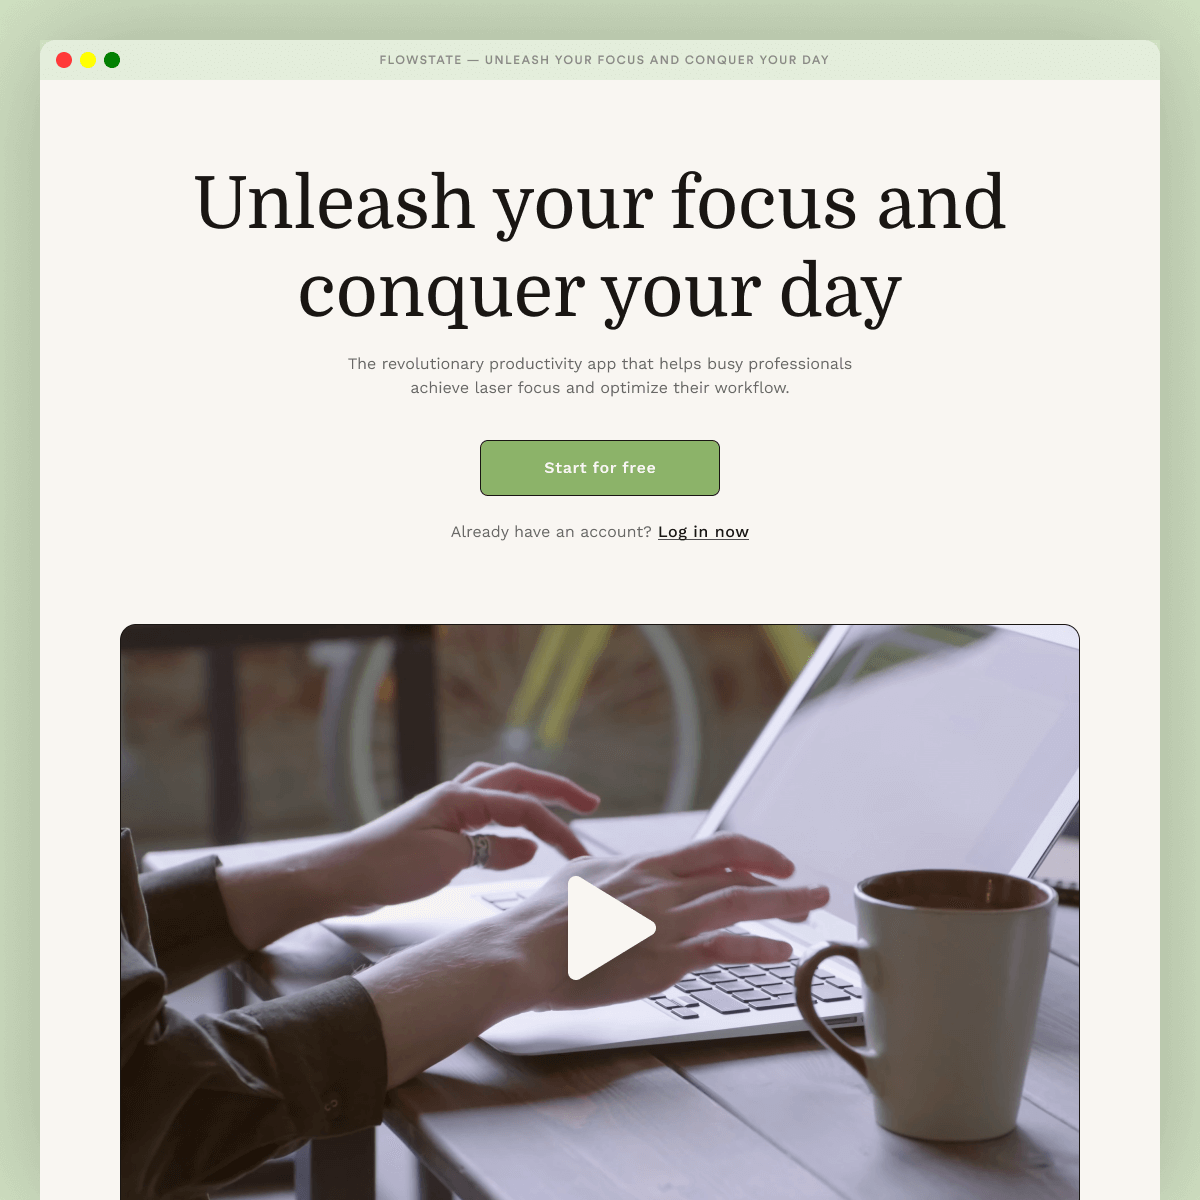 FLOWSTATE — UNLEASH YOUR FOCUS AND CONQUER YOUR DAY
Unleash your focus and
conquer your day
The revolutionary productivity app that helps busy professionals
achieve laser focus and optimize their workflow.
Start for free
Already have an account? Log in now